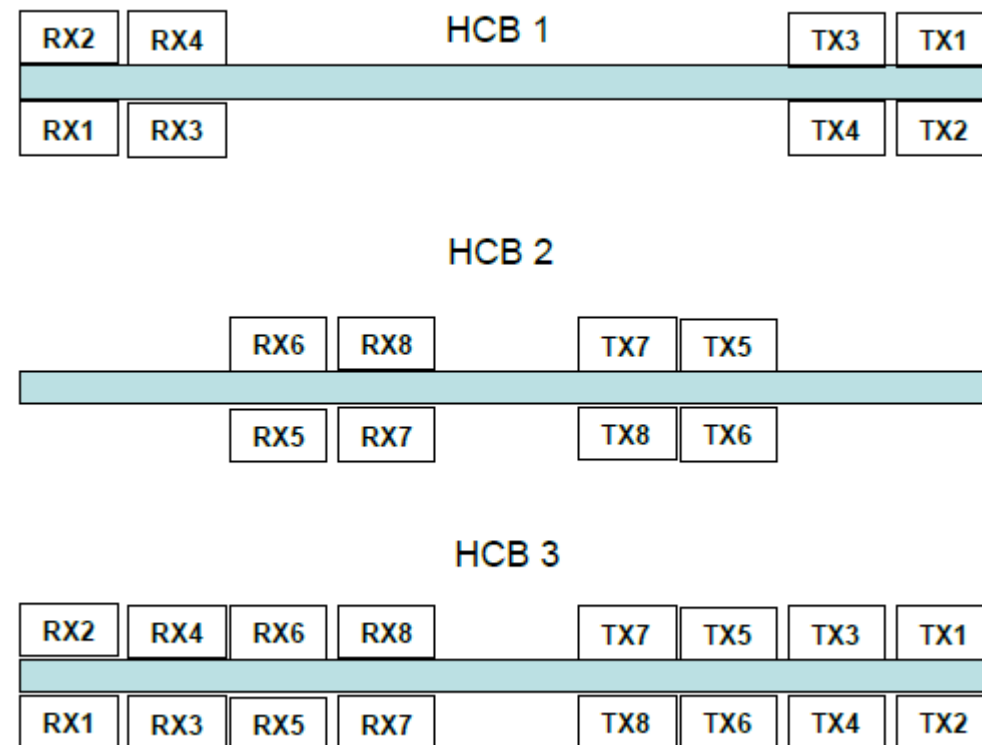 HCB 1
RX2 RX4 TX3 TX1
RX1 RX3 TX4 TX2
HCB 2
RX6 RX8 TX7 TX5
RX5 RX7 TX8 TX6
HCB 3
RX2 RX4 RX6 RX8 TX7 TX5 TX3 TX1
RX1 RX3 RX5 RX7 TX8 TX6 TX4 TX2